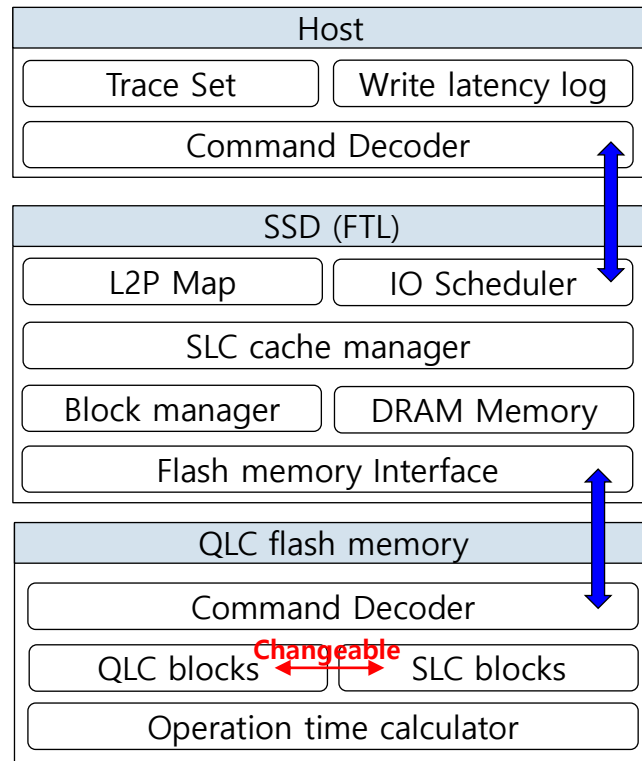 Host
Trace Set
Write latency log
Command Decoder
SSD (FTL)
L2P Map
IO Scheduler
SLC cache manager
Block manager
DRAM Memory
Flash memory Interface
QLC flash memory
Command Decoder
Changeable
QLC blocks
SLC blocks
Operation time calculator